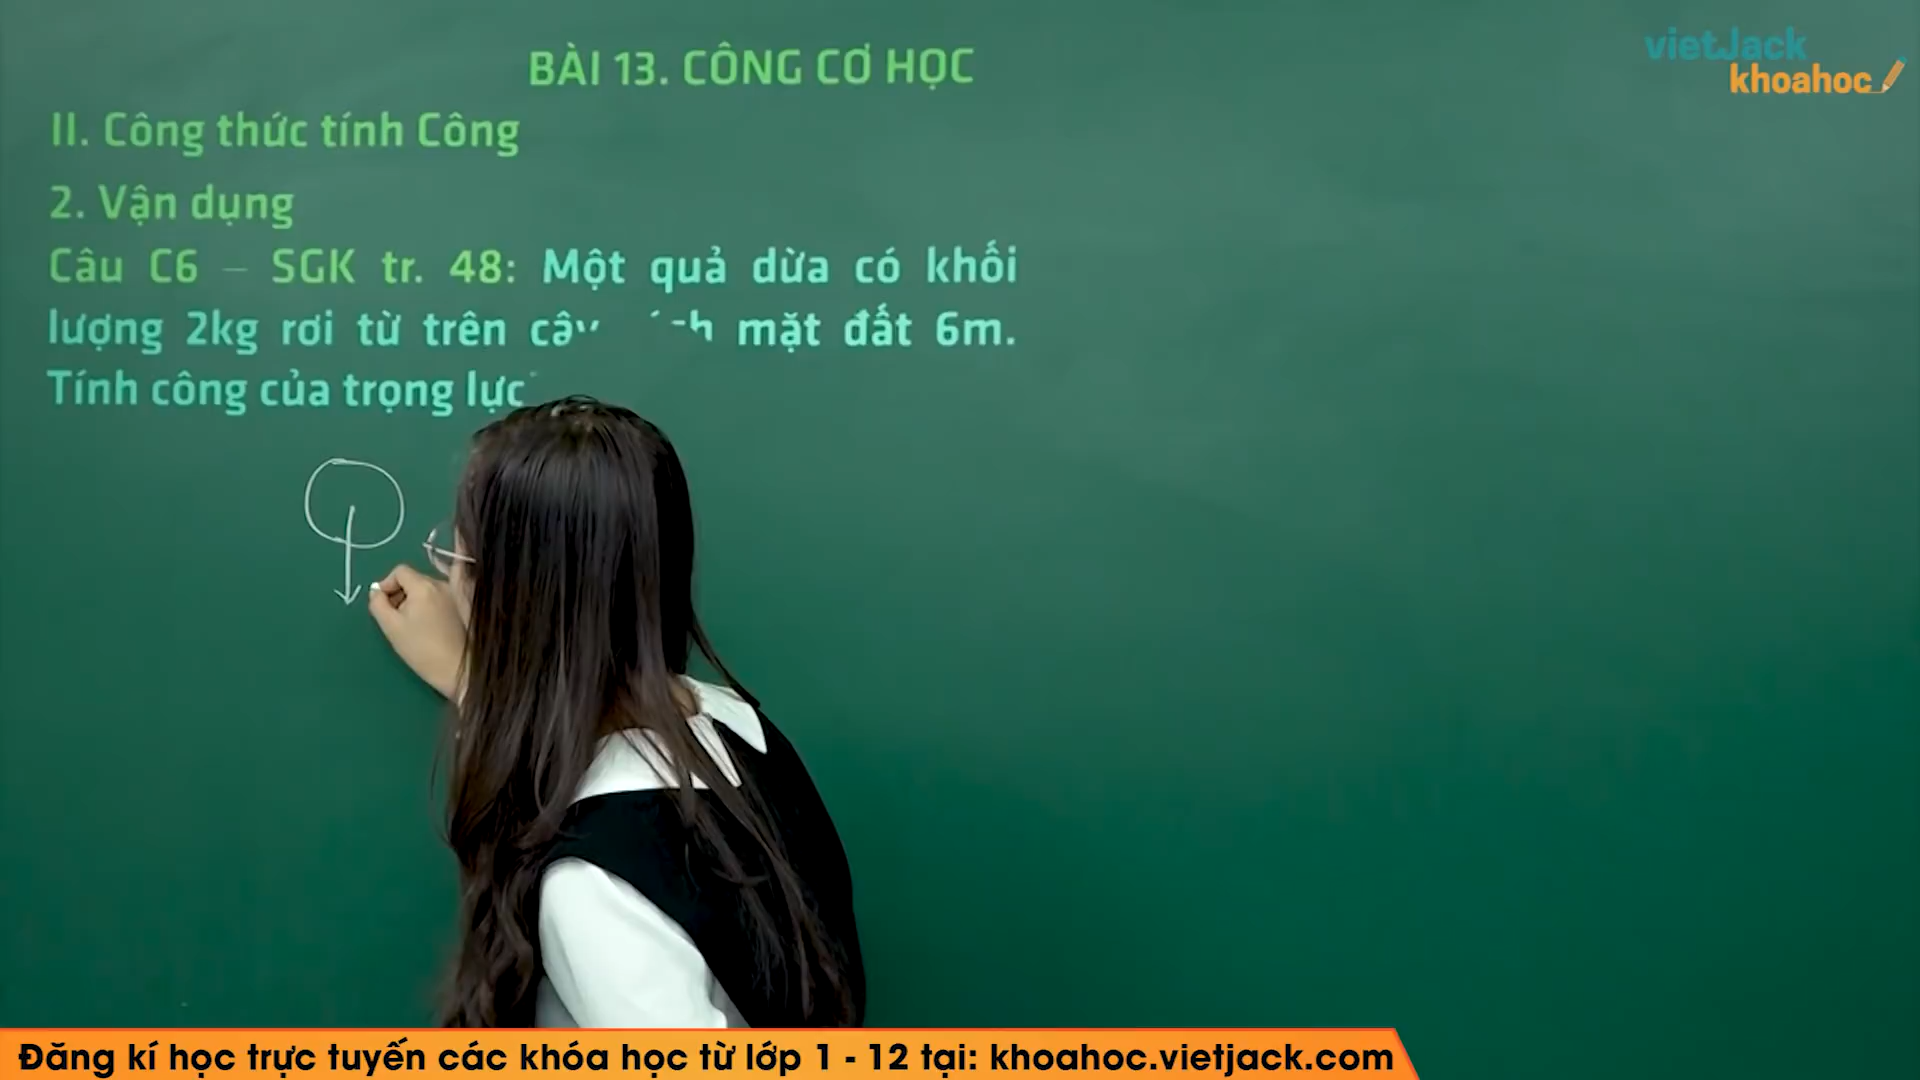 vietJack
khoahoc
BÀI 13. CÔNG CƠ HỌC
II. Công thức tính Công
2. Vận dụng
Câu C6 – SGK tr. 48: Một quả dừa có khối
lượng 2kg rơi từ trên mặt đất 6m.
Tính công của trọng lực
Đăng kí học trực tuyến các khóa học từ lớp 1 - 12 tại: khoahoc.vietjack.com